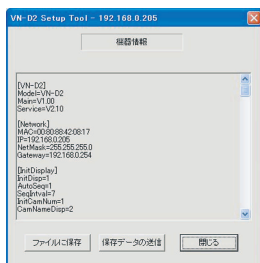 VN-D2 Setup Tool - 192.168.0.205
機器情報
[VN-D2]
Model=VN-D2
Main=V1.00
Service=V2.10
[Network]
MAC=00:80:88:42:08:17
IP=192.168.0.205
NetMask=255.255.255.0
Gateway=192.168.0.254
[InitDisplay]
InitDisp=1
AutoSeq=1
SeqIntval=7
InitCamNum=1
CamNameDisp=2
ファイルに保存 保存データの送信 閉じる